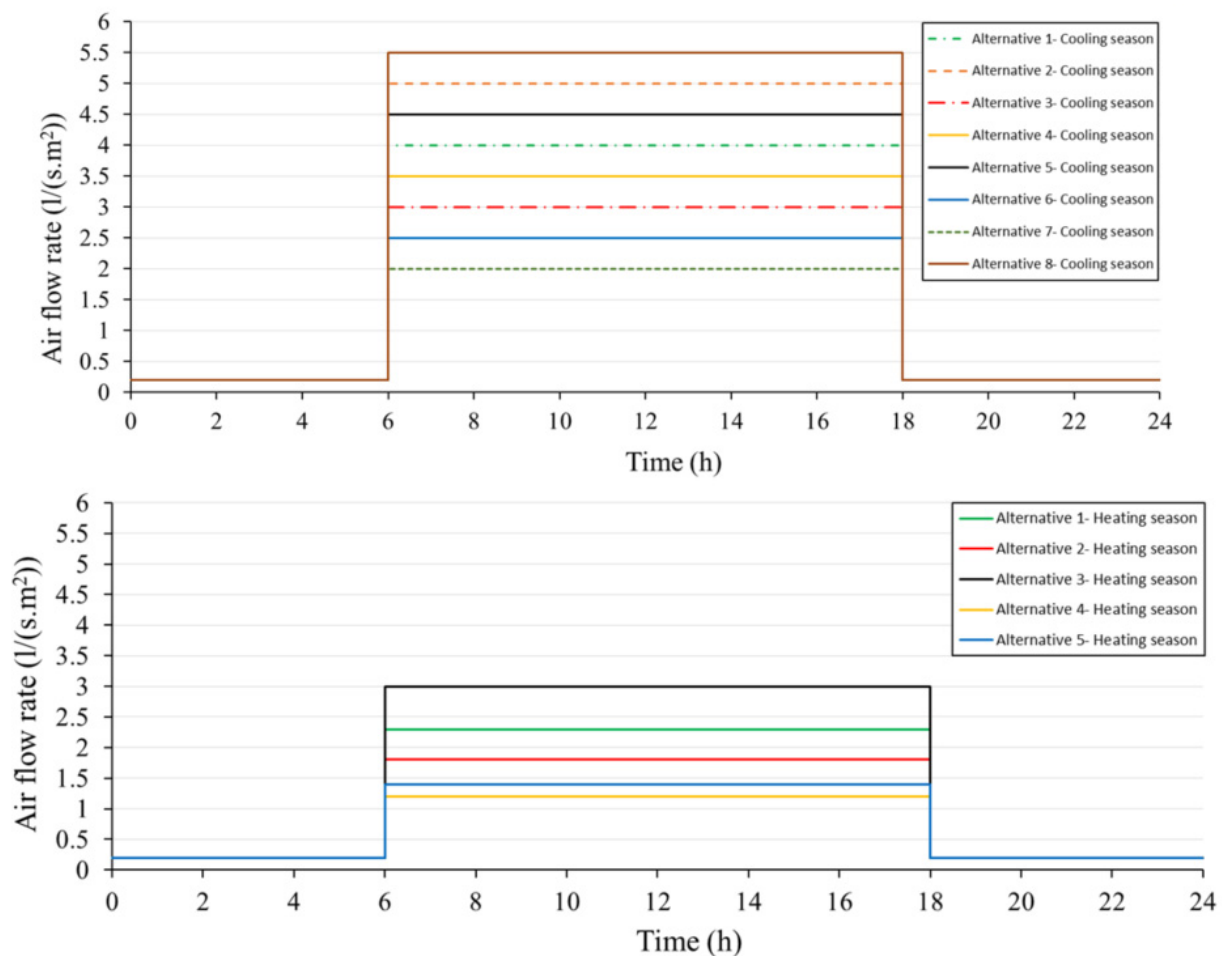 6
5.5
5
4.5
4
3.5
3
2.5
2
1.5
1
0.5
0
Air flow rate (l/(s.m²))
0 2 4 6 8 10 12 14 16 18 20 22 24
Time (h)
Alternative 1- Cooling season
Alternative 2- Cooling season
Alternative 3- Cooling season
Alternative 4- Cooling season
Alternative 5- Cooling season
Alternative 6- Cooling season
Alternative 7- Cooling season
Alternative 8- Cooling season
6
5.5
5
4.5
4
3.5
3
2.5
2
1.5
1
0.5
0
Air flow rate (l/(s.m²))
0 2 4 6 8 10 12 14 16 18 20 22 24
Time (h)
Alternative 1- Heating season
Alternative 2- Heating season
Alternative 3- Heating season
Alternative 4- Heating season
Alternative 5- Heating season